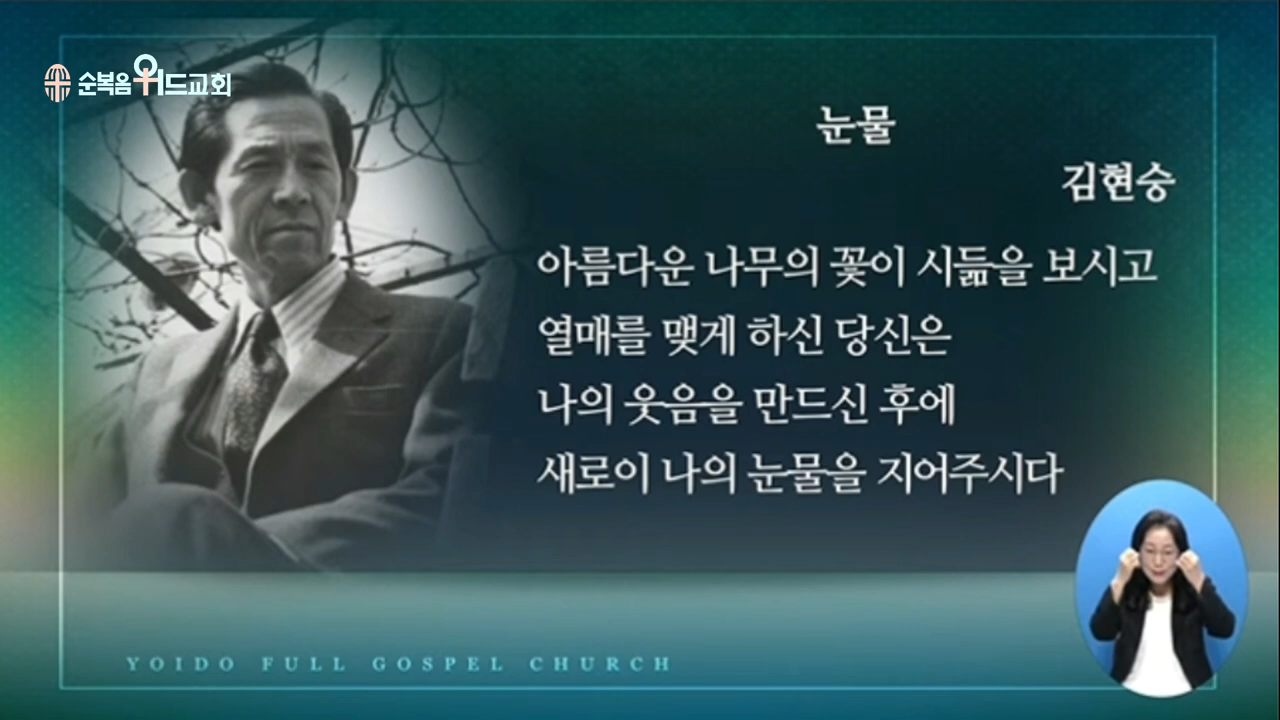 순복음위드교회
눈물
김현승
아름다운 나무의 꽃이 시듦을 보시고
열매를 맺게 하신 당신은
나의 웃음을 만드신 후에
새로이 나의 눈물을 지어주시다
YOIDO FULL GOSPEL CHURCH